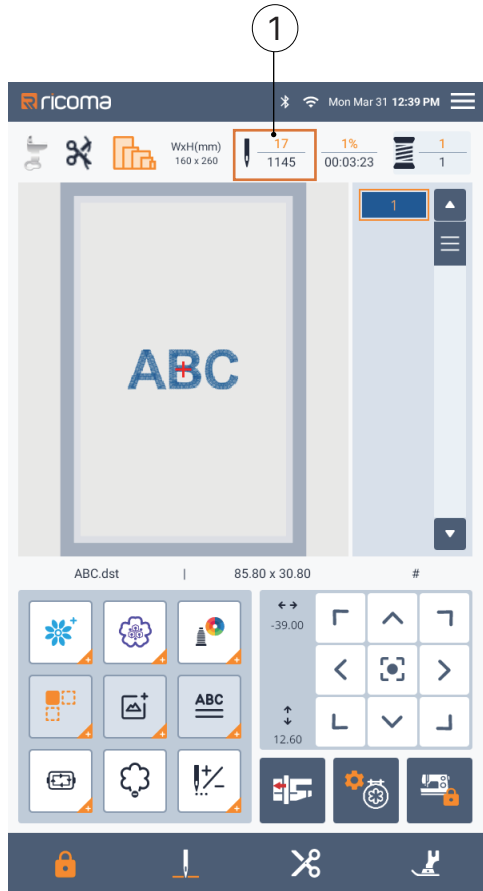 1
ricoma
Mon Mar 31 12:39 PM
WxH(mm)
160 x 260
17
1145
1%
00:03:23
1
1
1
ABC
ABC.dst | 85.80 x 30.80 #
-39.00
ABC
12.60